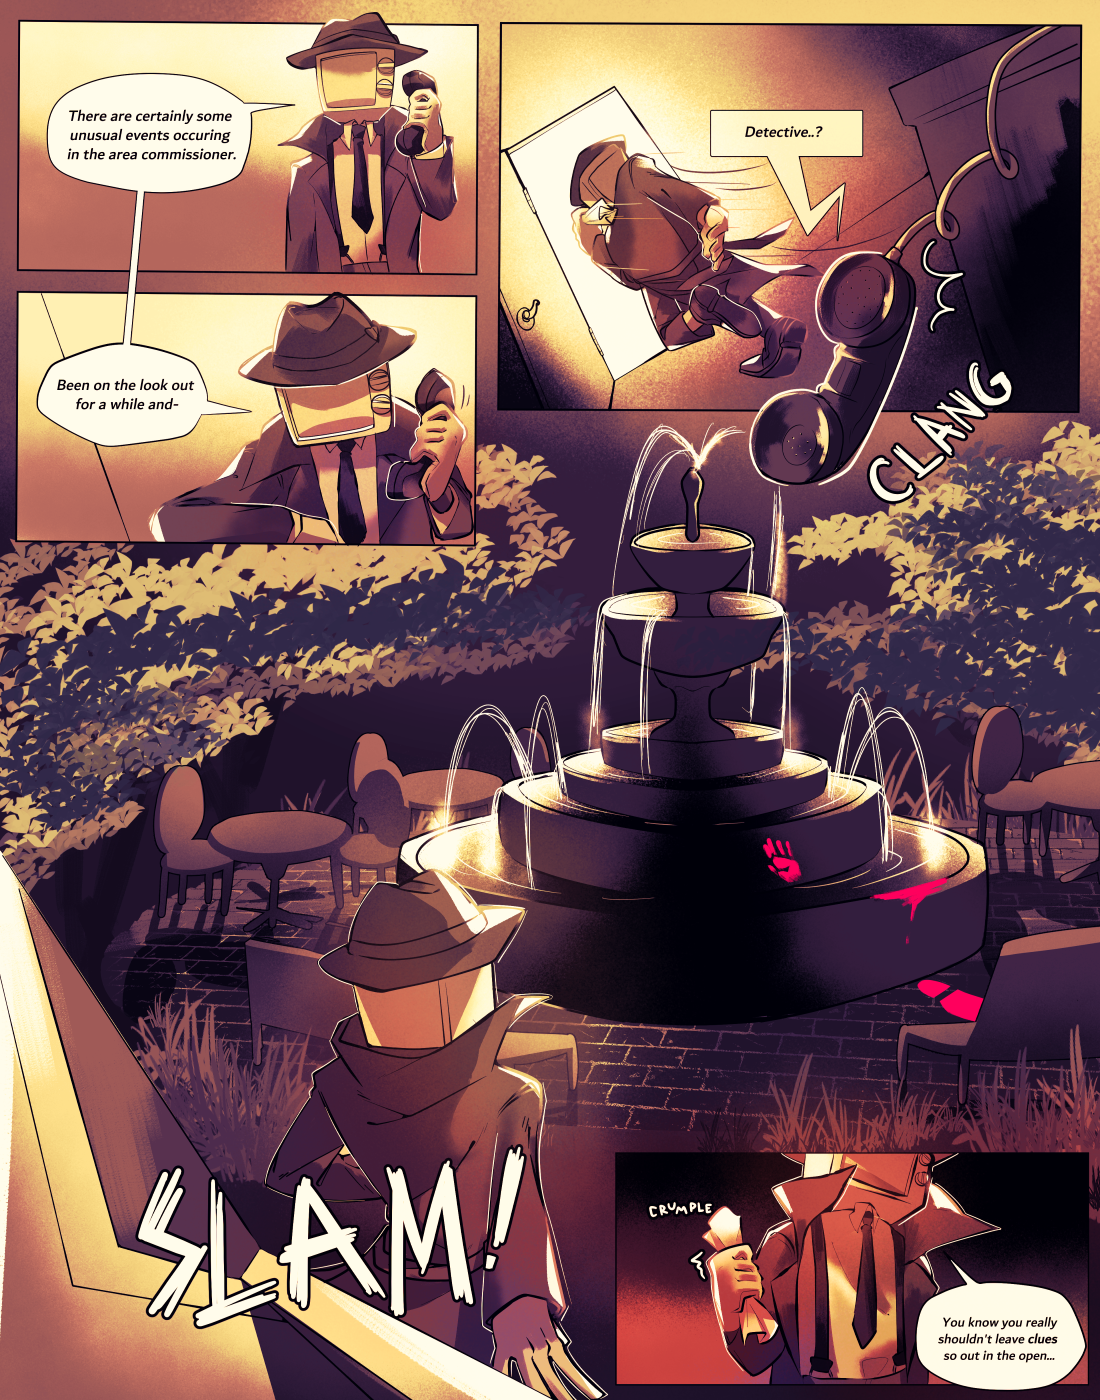 There are certainly some
unusual events occuring
in the area commissioner.
Been on the look out
for a while and-
Detective..?
CLANG
SLAM!
CRUMPLE
You know you really
shouldn't leave clues
so out in the open...